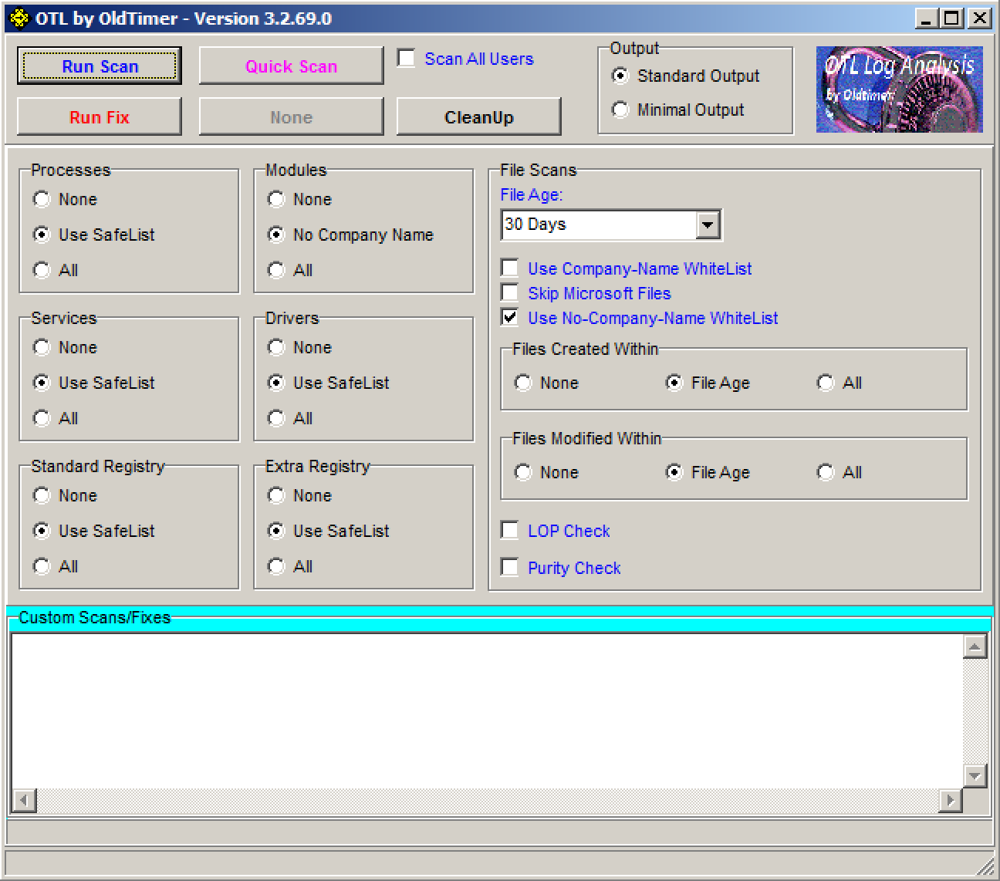 OTL by OldTimer - Version 3.2.69.0
Run Scan
Quick Scan
Scan All Users
Output
Standard Output
Minimal Output
OTL Log Analysis
by Oldtimer
Run Fix
None
CleanUp
Processes
None
Use SafeList
All
Modules
None
No Company Name
All
File Scans
File Age:
30 Days
Use Company-Name WhiteList
Skip Microsoft Files
Use No-Company-Name WhiteList
Services
None
Use SafeList
All
Drivers
None
Use SafeList
All
Files Created Within
None
File Age
All
Files Modified Within
None
File Age
All
Standard Registry
None
Use SafeList
All
Extra Registry
None
Use SafeList
All
LOP Check
Purity Check
Custom Scans/Fixes